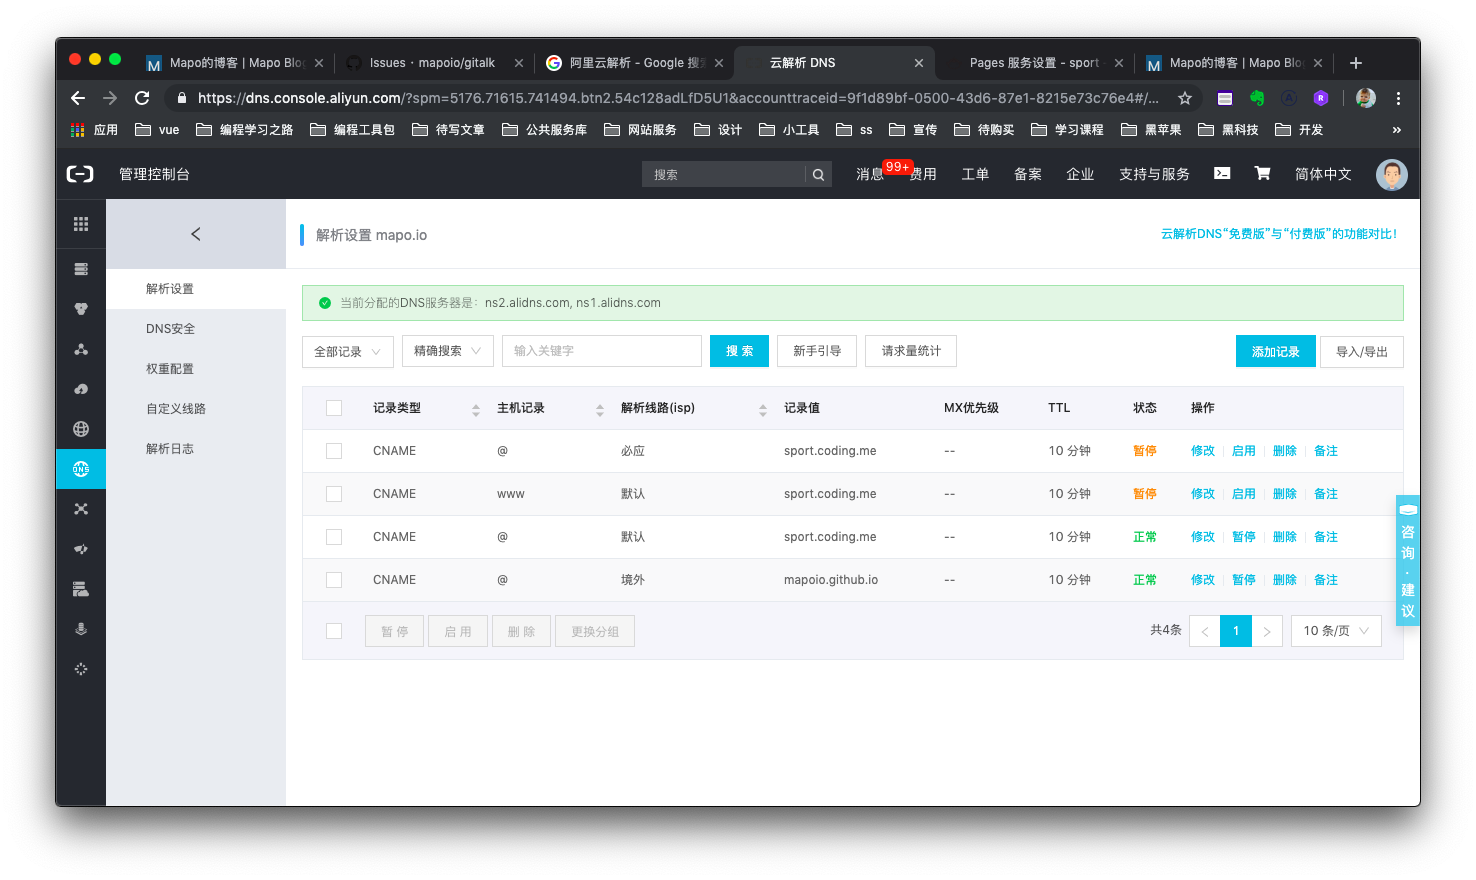 Mapo的博客 | Mapo Blog
Issues · mapoio/gitalk
阿里云解析 - Google 搜索
云解析 DNS
Pages 服务设置 - sport -
Mapo的博客 | Mapo Blog
https://dns.console.aliyun.com/?spm=5176.71615.741494.btn2.54c128adLfD5U1&accounttraceid=9f1d89bf-0500-43d6-87e1-8215e73c76e4#/...
应用 vue 编程学习之路 编程工具包 待写文章 公共服务库 网站服务 设计 小工具 ss 宣传 待购买 学习课程 黑苹果 黑科技 开发 »
管理控制台 搜索 消息 99+ 费用 工单 备案 企业 支持与服务 简体中文
解析设置 mapo.io 云解析DNS“免费版”与“付费版”的功能对比!
解析设置
DNS安全
权重配置
自定义线路
解析日志
当前分配的DNS服务器是: ns2.alidns.com, ns1.alidns.com
全部记录 精确搜索 输入关键字 搜 索 新手引导 请求量统计 添加记录 导入/导出
记录类型 主机记录 解析线路(isp) 记录值 MX优先级 TTL 状态 操作
CNAME @ 必应 sport.coding.me -- 10 分钟 暂停 修改 启用 删除 备注
CNAME www 默认 sport.coding.me -- 10 分钟 暂停 修改 启用 删除 备注
CNAME @ 默认 sport.coding.me -- 10 分钟 正常 修改 暂停 删除 备注
CNAME @ 境外 mapoio.github.io -- 10 分钟 正常 修改 暂停 删除 备注
暂 停 启 用 删 除 更换分组 共4条 < 1 > 10 条/页
DNS
咨询·建议